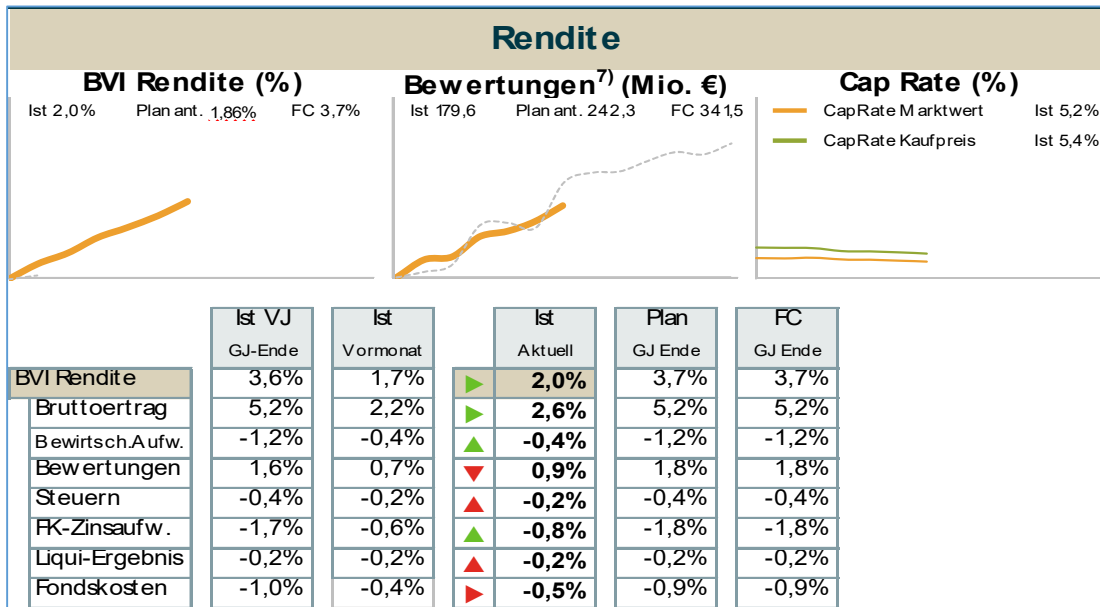 Rendite
BVI Rendite (%)
Ist 2,0% Plan ant. 1,86% FC 3,7%
Bewertungen7) (Mio. €)
Ist 179,6 Plan ant. 242,3 FC 341,5
Cap Rate (%)
CapRate Marktwert Ist 5,2%
CapRate Kaufpreis Ist 5,4%
Ist VJ Ist Ist Plan FC
GJ-Ende Vormonat Aktuell GJ Ende GJ Ende
BVI Rendite 3,6% 1,7% 2,0% 3,7% 3,7%
Bruttoertrag 5,2% 2,2% 2,6% 5,2% 5,2%
Bewirtsch.Aufw. -1,2% -0,4% -0,4% -1,2% -1,2%
Bewertungen 1,6% 0,7% 0,9% 1,8% 1,8%
Steuern -0,4% -0,2% -0,2% -0,4% -0,4%
FK-Zinsaufw. -1,7% -0,6% -0,8% -1,8% -1,8%
Liqui-Ergebnis -0,2% -0,2% -0,2% -0,2% -0,2%
Fondskosten -1,0% -0,4% -0,5% -0,9% -0,9%